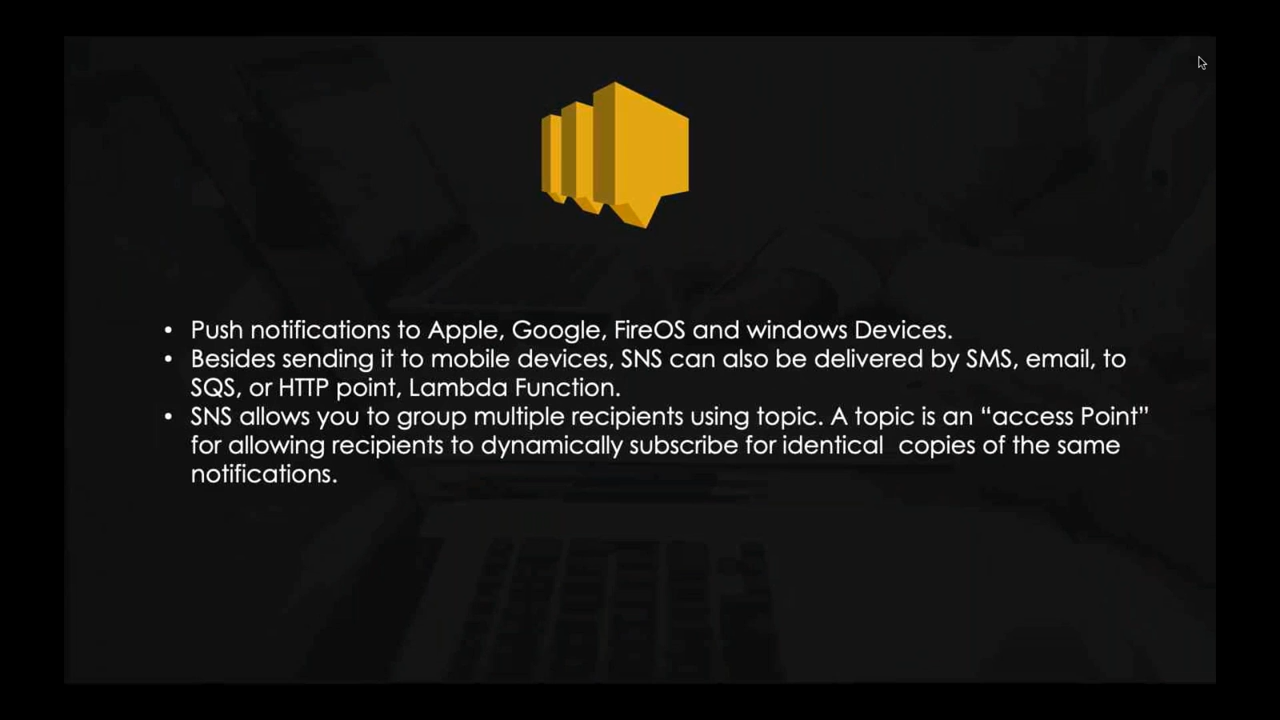 • Push notifications to Apple, Google, FireOS and windows Devices.
• Besides sending it to mobile devices, SNS can also be delivered by SMS, email, to
SQS, or HTTP point, Lambda Function.
• SNS allows you to group multiple recipients using topic. A topic is an “access Point”
for allowing recipients to dynamically subscribe for identical  copies of the same
notifications.